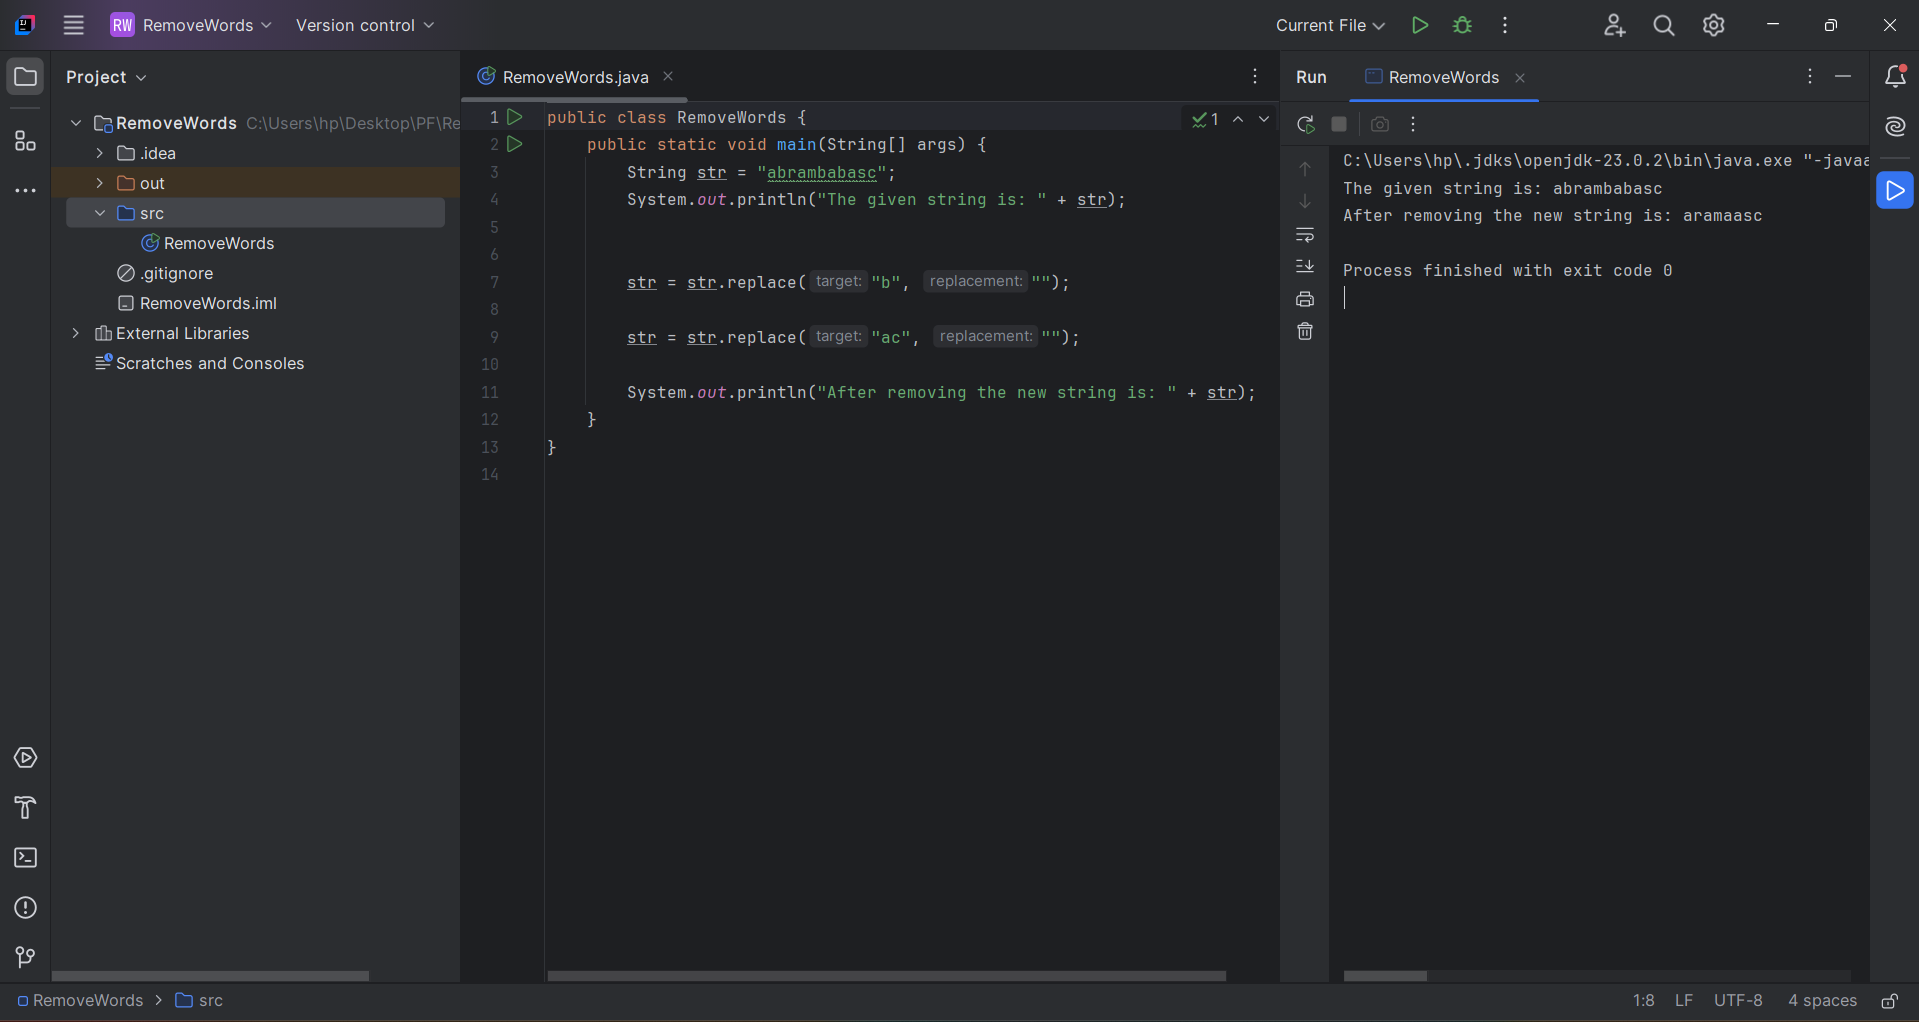 RW RemoveWords Version control Current File
Project
RemoveWords C:\Users\hp\Desktop\PF\Re
.idea
out
src
RemoveWords
.gitignore
RemoveWords.iml
External Libraries
Scratches and Consoles
RemoveWords.java
1 public class RemoveWords { 1
2 public static void main(String[] args) {
3 String str = "abrambabasc";
4 System.out.println("The given string is: " + str);
5
6
7 str = str.replace( target: "b", replacement: "");
8
9 str = str.replace( target: "ac", replacement: "");
10
11 System.out.println("After removing the new string is: " + str);
12 }
13 }
14
Run RemoveWords
C:\Users\hp\.jdks\openjdk-23.0.2\bin\java.exe "-javaa
The given string is: abrambabasc
After removing the new string is: aramaasc
Process finished with exit code 0
RemoveWords > src
1:8 LF UTF-8 4 spaces